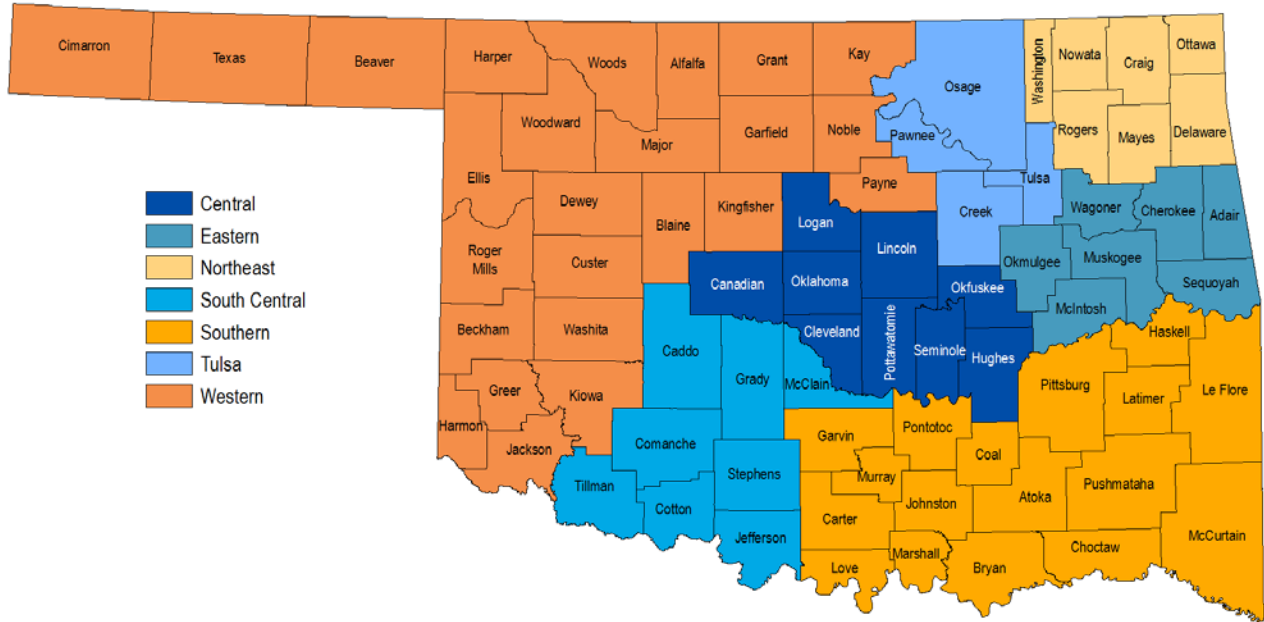 Cimarron
Texas
Beaver
Harper
Woods
Alfalfa
Grant
Kay
Osage
Washington
Nowata
Craig
Ottawa
Woodward
Major
Garfield
Noble
Pawnee
Rogers
Mayes
Delaware
Ellis
Dewey
Blaine
Kingfisher
Logan
Payne
Lincoln
Creek
Tulsa
Wagoner
Cherokee
Adair
Roger
Mills
Custer
Canadian
Oklahoma
Okfuskee
Okmulgee
Muskogee
McIntosh
Sequoyah
Beckham
Washita
Caddo
Grady
McClain
Cleveland
Pottawatomie
Seminole
Hughes
Pittsburg
Haskell
Latimer
Le Flore
Harmon
Greer
Kiowa
Jackson
Comanche
Tillman
Cotton
Stephens
Jefferson
Garvin
Pontotoc
Coal
Murray
Johnston
Atoka
Pushmataha
Carter
Love
Marshall
Bryan
Choctaw
McCurtain
Central
Eastern
Northeast
South Central
Southern
Tulsa
Western